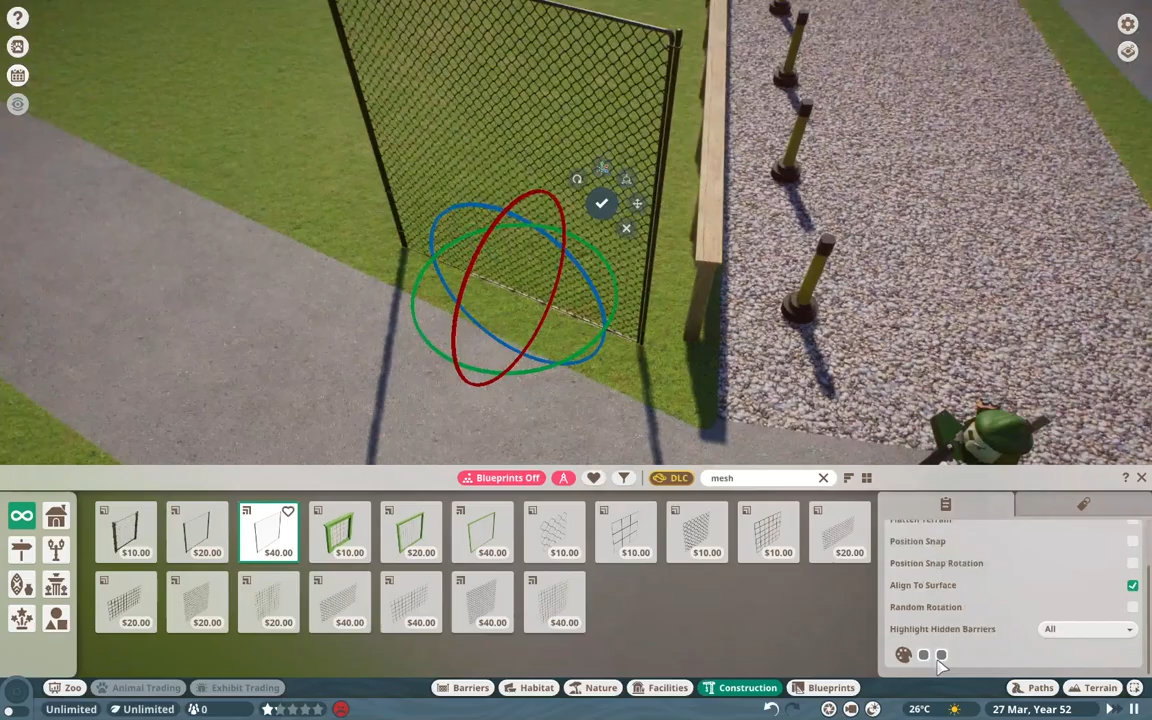 ?
Blueprints Off
DLC
mesh
?
$10.00
$20.00
$40.00
$10.00
$20.00
$40.00
$10.00
$10.00
$10.00
$10.00
$20.00
$20.00
$20.00
$20.00
$40.00
$40.00
$40.00
$40.00
Flatten Terrain
Position Snap
Position Snap Rotation
Align To Surface
Random Rotation
Highlight Hidden Barriers
All
Zoo
Animal Trading
Exhibit Trading
Barriers
Habitat
Nature
Facilities
Construction
Blueprints
Paths
Terrain
Unlimited
Unlimited
0
26°C
27 Mar, Year 52